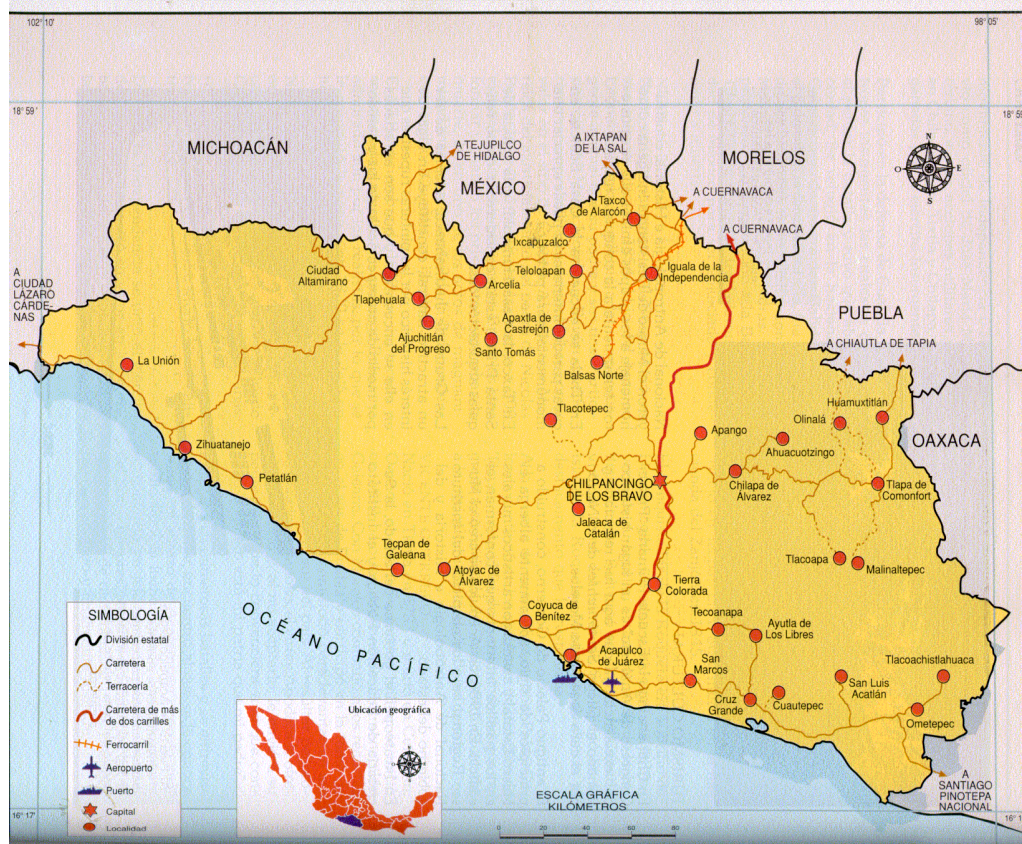 102° 10'
98° 05'
18° 59'
18° 59
MICHOACÁN
A TEJUPILCO
DE HIDALGO
MÉXICO
A IXTAPAN
DE LA SAL
MORELOS
N
O
E
S
A CUERNAVACA
A CUERNAVACA
Taxco
de Alarcón
Ixcapuzalco
A
CIUDAD
LÁZARO
CÁRDE-
NAS
Ciudad
Altamirano
Arcelia
Teloloapan
Iguala de la
Independencia
Tlapehuala
Ajuchitlán
del Progreso
Santo Tomás
Apaxtla de
Castrejón
Balsas Norte
PUEBLA
A CHIAUTLA DE TAPIA
La Unión
Tlacotepec
Huamuxtitlán
Olinalá
Apango
Ahuacuotzingo
OAXACA
Zihuatanejo
Petatlán
CHILPANCINGO
DE LOS BRAVO
Chilapa de
Álvarez
Tlapa de
Comonfort
Jaleaca de
Catalán
Tecpan de
Galeana
Atoyac de
Álvarez
Tlacoapa
Malinaltepec
Tierra
Colorada
Coyuca de
Benítez
Tecoanapa
Ayutla de
Los Libres
Acapulco
de Juárez
San
Marcos
Cruz
Grande
Cuautepec
San Luis
Acatlán
Tlacoachistlahuaca
Ometepec
A
SANTIAGO
PINOTEPA
NACIONAL
OCÉANO PACÍFICO
SIMBOLOGÍA
División estatal
Carretera
Terracería
Carretera de más
de dos carrilles
Ferrocarril
Aeropuerto
Puerto
Capital
Localidad
Ubicación geográfica
ESCALA GRÁFICA
KILÓMETROS
0 20 40 60 80
16° 17'
16° 1